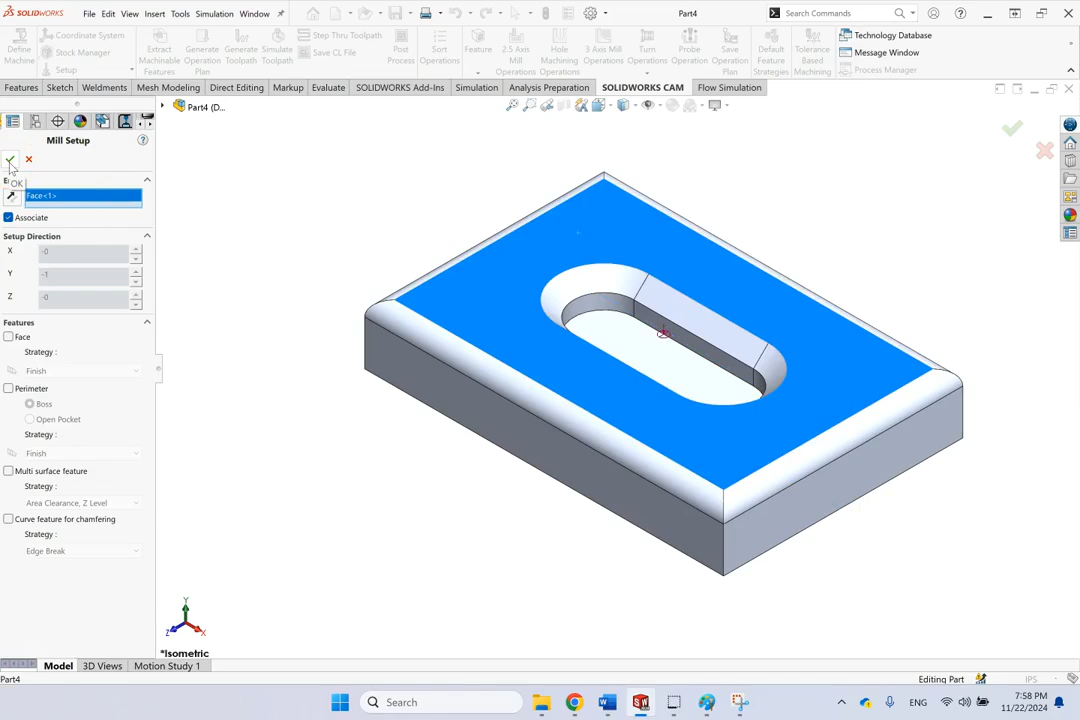 SOLIDWORKS File Edit View Insert Tools Simulation Window Part4 Search Commands
Define Machine Coordinate System Stock Manager Setup Extract Machinable Features Generate Operation Plan Generate Toolpath Simulate Toolpath Step Thru Toolpath Save CL File Post Process Sort Operations Feature 2.5 Axis Mill Operations Hole Machining Operations 3 Axis Mill Operations Turn Operations Probe Operations Save Operation Plan Default Feature Strategies Tolerance Based Machining Technology Database Message Window Process Manager
Features Sketch Weldments Mesh Modeling Direct Editing Markup Evaluate SOLIDWORKS Add-Ins Simulation Analysis Preparation SOLIDWORKS CAM Flow Simulation
Part4 (D...
Mill Setup
OK
Face<1>
Associate
Setup Direction
X -0
Y -1
Z -0
Features
Face
Strategy :
Finish
Perimeter
Boss
Open Pocket
Strategy :
Finish
Multi surface feature
Strategy :
Area Clearance, Z Level
Curve feature for chamfering
Strategy :
Edge Break
Y
Z X
*Isometric
Model 3D Views Motion Study 1
Part4 Editing Part IPS
Search ENG 7:58 PM
11/22/2024